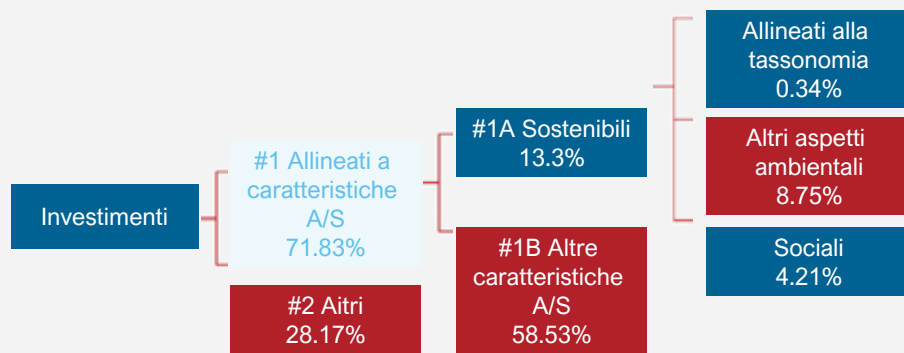 Investimenti
#1 Allineati a
caratteristiche
A/S
71.83%
#2 Aitri
28.17%
#1A Sostenibili
13.3%
#1B Altre
caratteristiche
A/S
58.53%
Allineati alla
tassonomia
0.34%
Altri aspetti
ambientali
8.75%
Sociali
4.21%